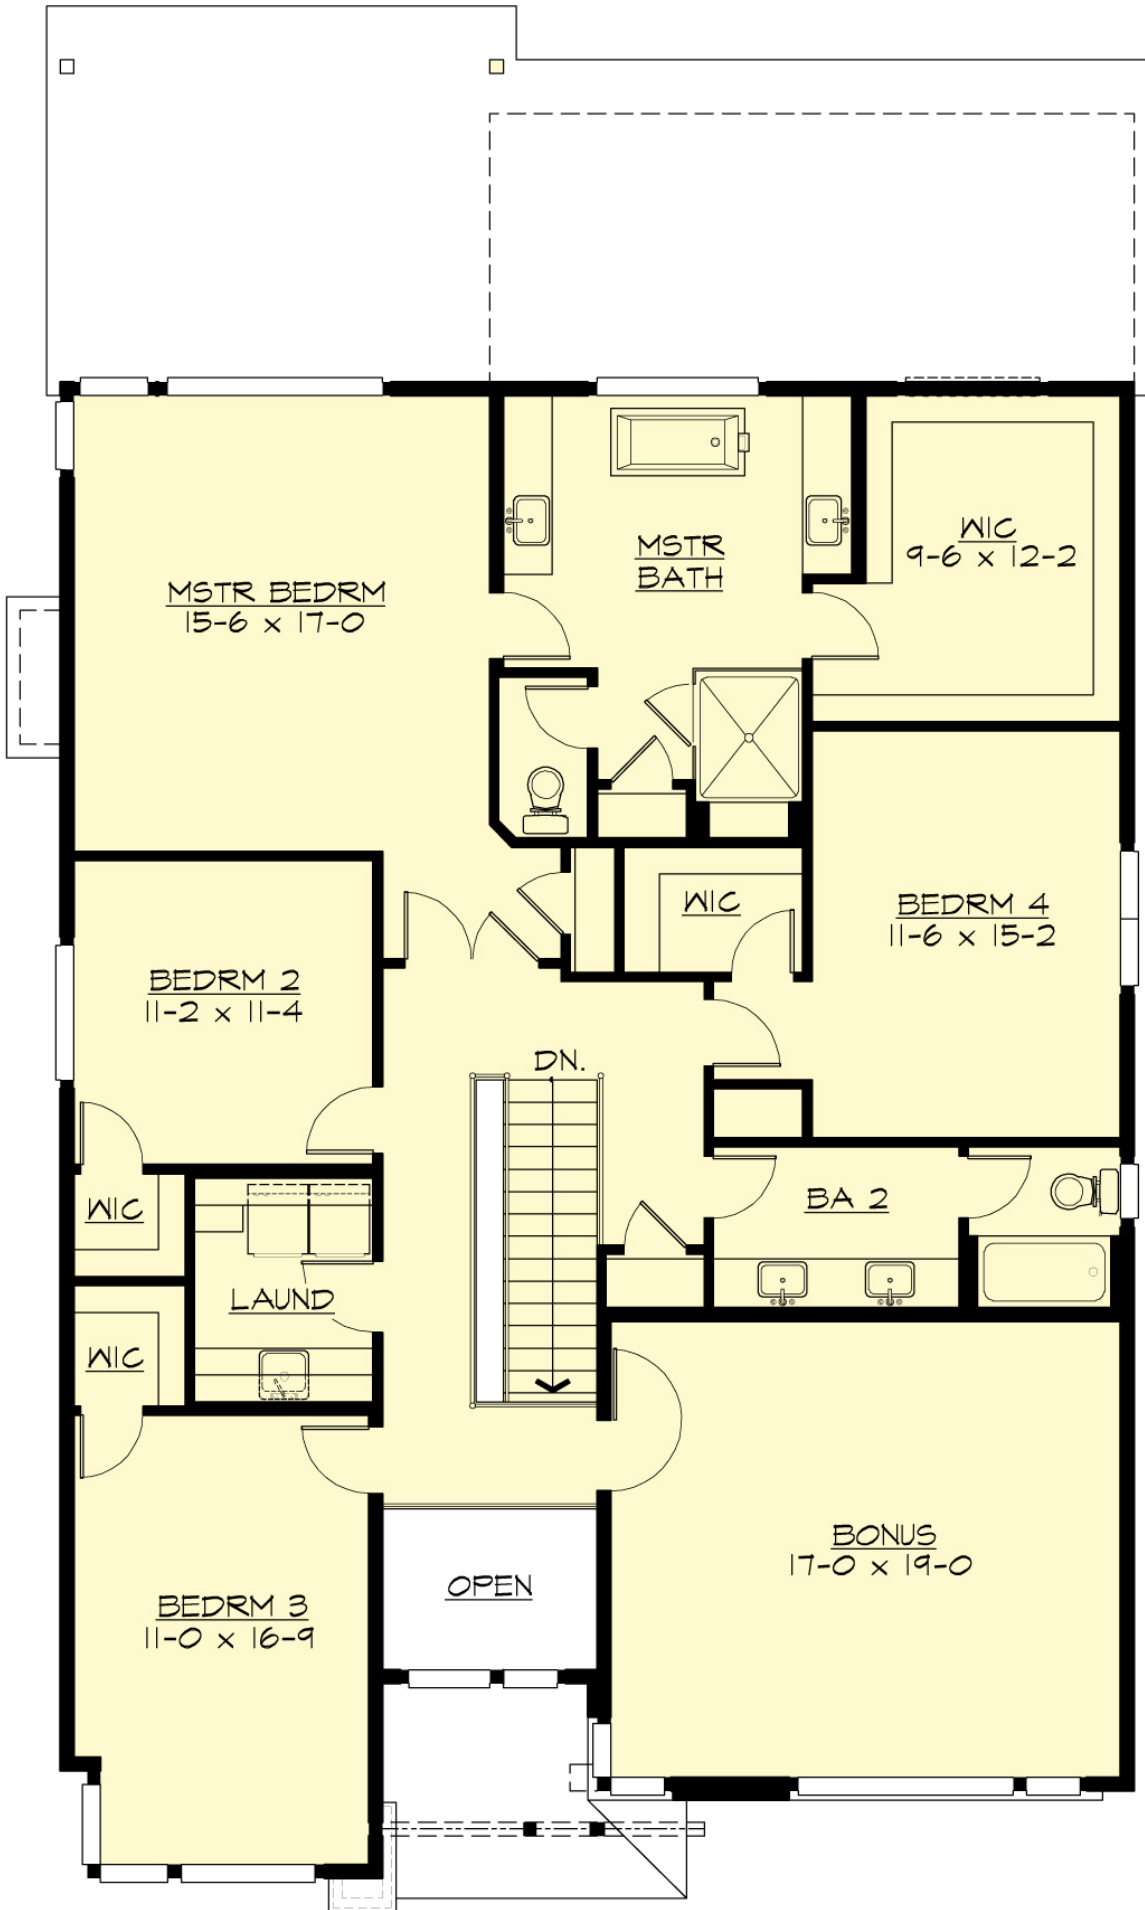 MSTR
BATH
WIC
9-6 x 12-2
MSTR BEDRM
15-6 x 17-0
WIC
BEDRM 4
11-6 x 15-2
BEDRM 2
11-2 x 11-4
DN.
WIC
BA 2
LAUND
WIC
BONUS
17-0 x 19-0
OPEN
BEDRM 3
11-0 x 16-9